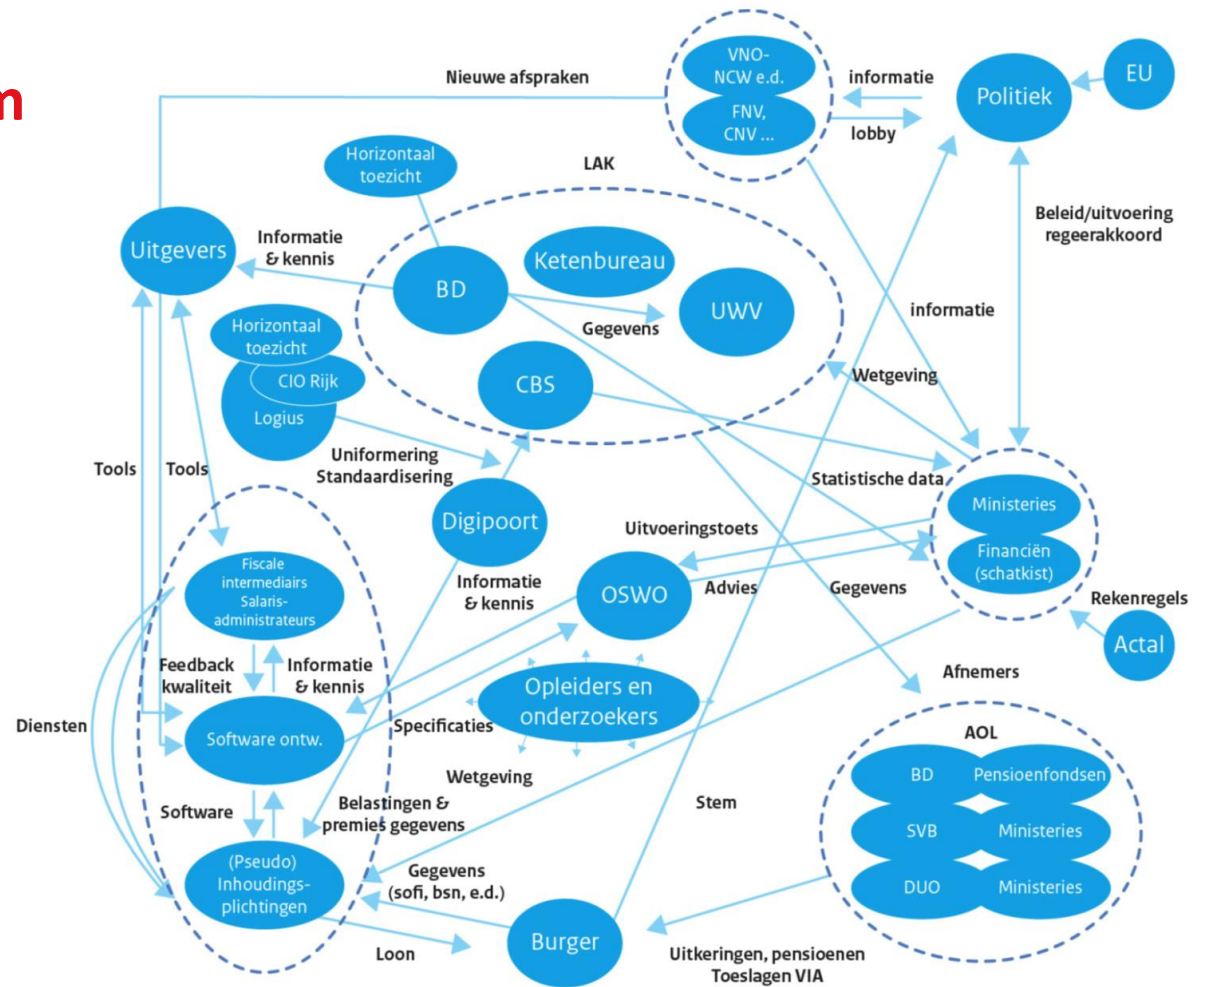 m
VNO-
NCW e.d.
FNV,
CNV ...
informatie
lobby
Politiek
EU
Nieuwe afspraken
Horizontaal
toezicht
LAK
Beleid/uitvoering
regeerakkoord
Uitgevers
Informatie
& kennis
BD
Ketenbureau
UWV
Gegevens
informatie
Horizontaal
toezicht
CIO Rijk
Logius
CBS
Wetgeving
Uniformering
Standaardisering
Tools
Tools
Statistische data
Ministeries
Financiën
(schatkist)
Digipoort
Uitvoeringstoets
Fiscale
intermediairs
Salaris-
administrateurs
Informatie
& kennis
OSWO
Advies
Gegevens
Rekenregels
Actal
Feedback
kwaliteit
Informatie
& kennis
Opleiders en
onderzoekers
Afnemers
Diensten
Software ontw.
Specificaties
AOL
Wetgeving
BD
Pensioenfondsen
Software
Belastingen &
premies gegevens
Stem
SVB
Ministeries
(Pseudo)
Inhoudings-
plichtingen
Gegevens
(sofi, bsn, e.d.)
DUO
Ministeries
Loon
Burger
Uitkeringen, pensioenen
Toeslagen VIA